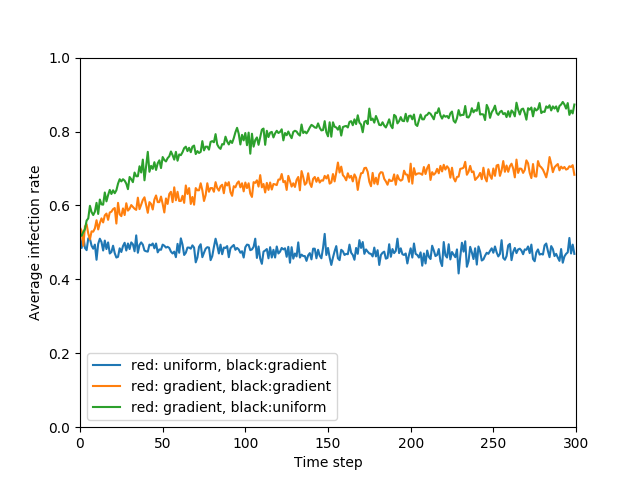 1.0
0.8
0.6
0.4
0.2
0.0
Average infection rate
red: uniform, black:gradient
red: gradient, black:gradient
red: gradient, black:uniform
0 50 100 150 200 250 300
Time step